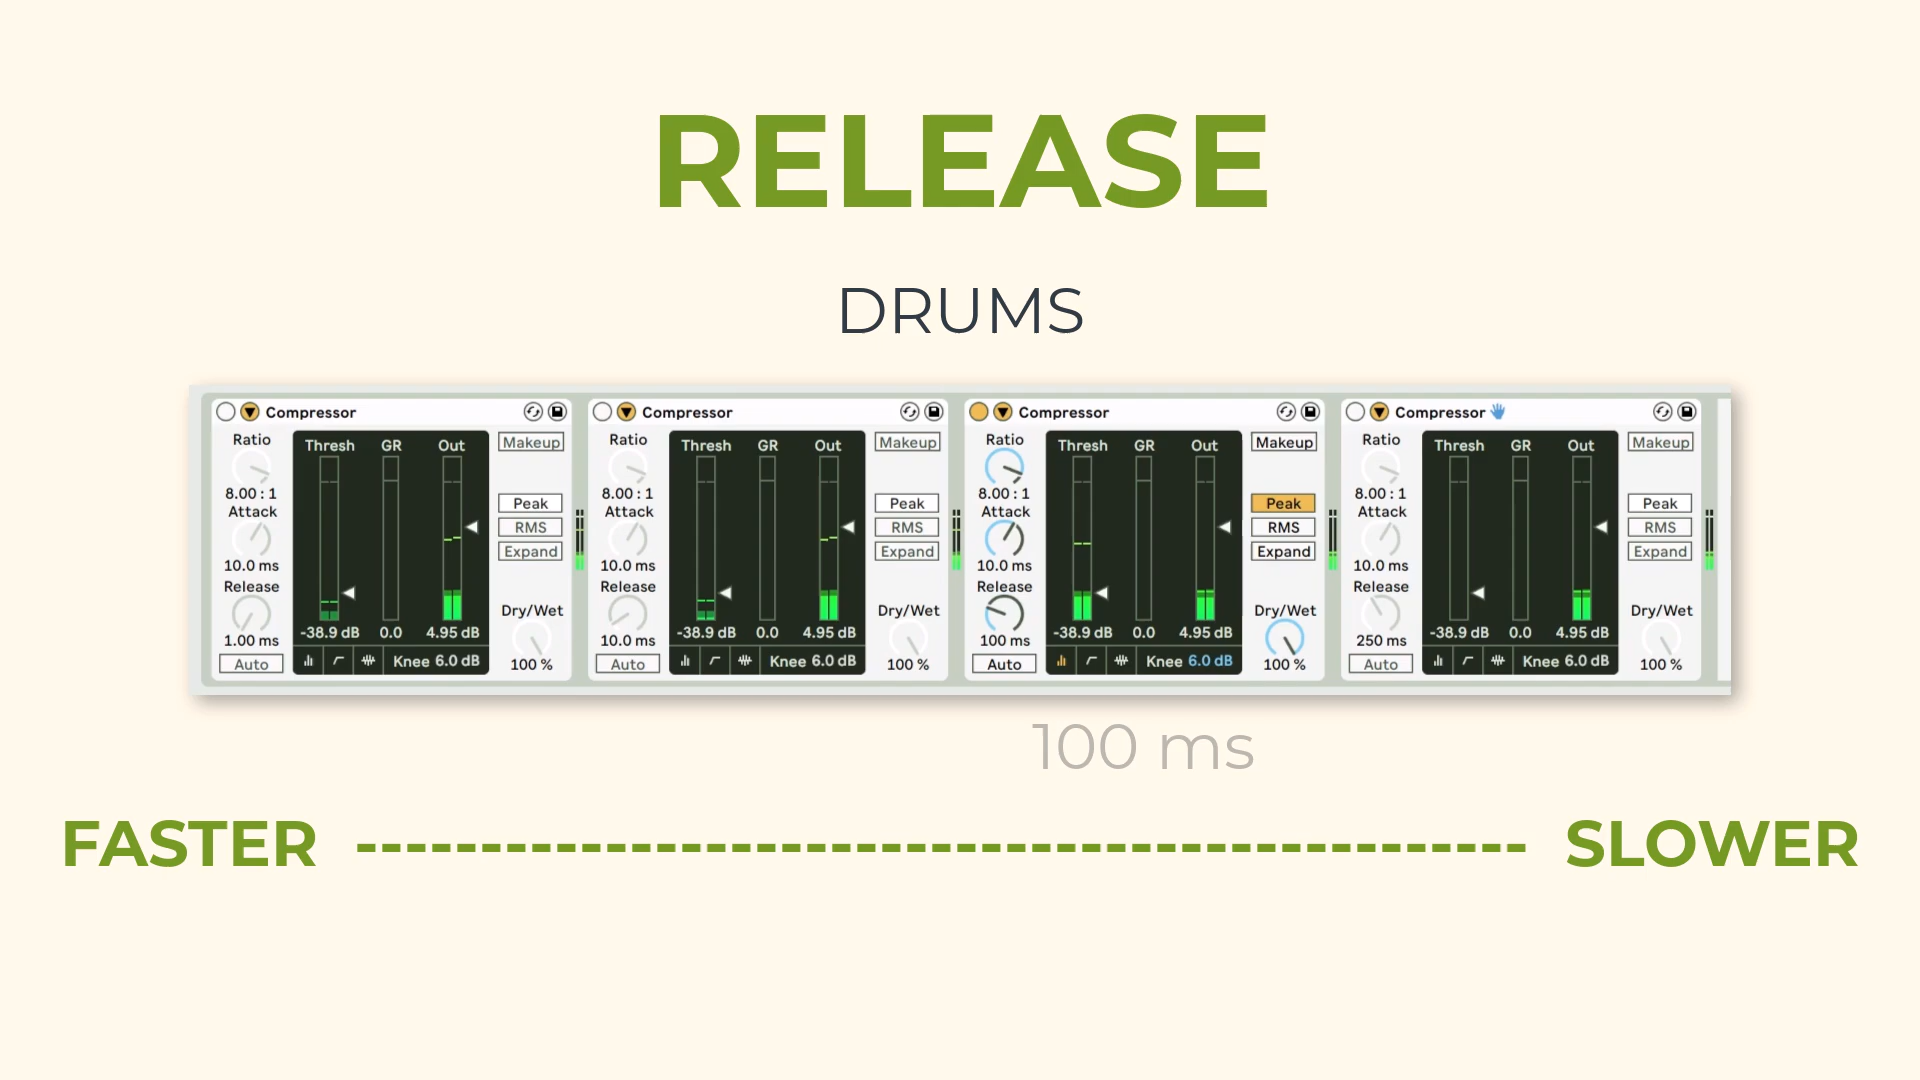 RELEASE
DRUMS
Compressor
Ratio
8.00 : 1
Attack
10.0 ms
Release
1.00 ms
Auto
Thresh GR Out
-38.9 dB 0.0 4.95 dB
Knee 6.0 dB
Makeup
Peak
RMS
Expand
Dry/Wet
100 %
Compressor
Ratio
8.00 : 1
Attack
10.0 ms
Release
10.0 ms
Auto
Thresh GR Out
-38.9 dB 0.0 4.95 dB
Knee 6.0 dB
Makeup
Peak
RMS
Expand
Dry/Wet
100 %
Compressor
Ratio
8.00 : 1
Attack
10.0 ms
Release
100 ms
Auto
Thresh GR Out
-38.9 dB 0.0 4.95 dB
Knee 6.0 dB
Makeup
Peak
RMS
Expand
Dry/Wet
100 %
Compressor
Ratio
8.00 : 1
Attack
10.0 ms
Release
250 ms
Auto
Thresh GR Out
-38.9 dB 0.0 4.95 dB
Knee 6.0 dB
Makeup
Peak
RMS
Expand
Dry/Wet
100 %
100 ms
FASTER SLOWER